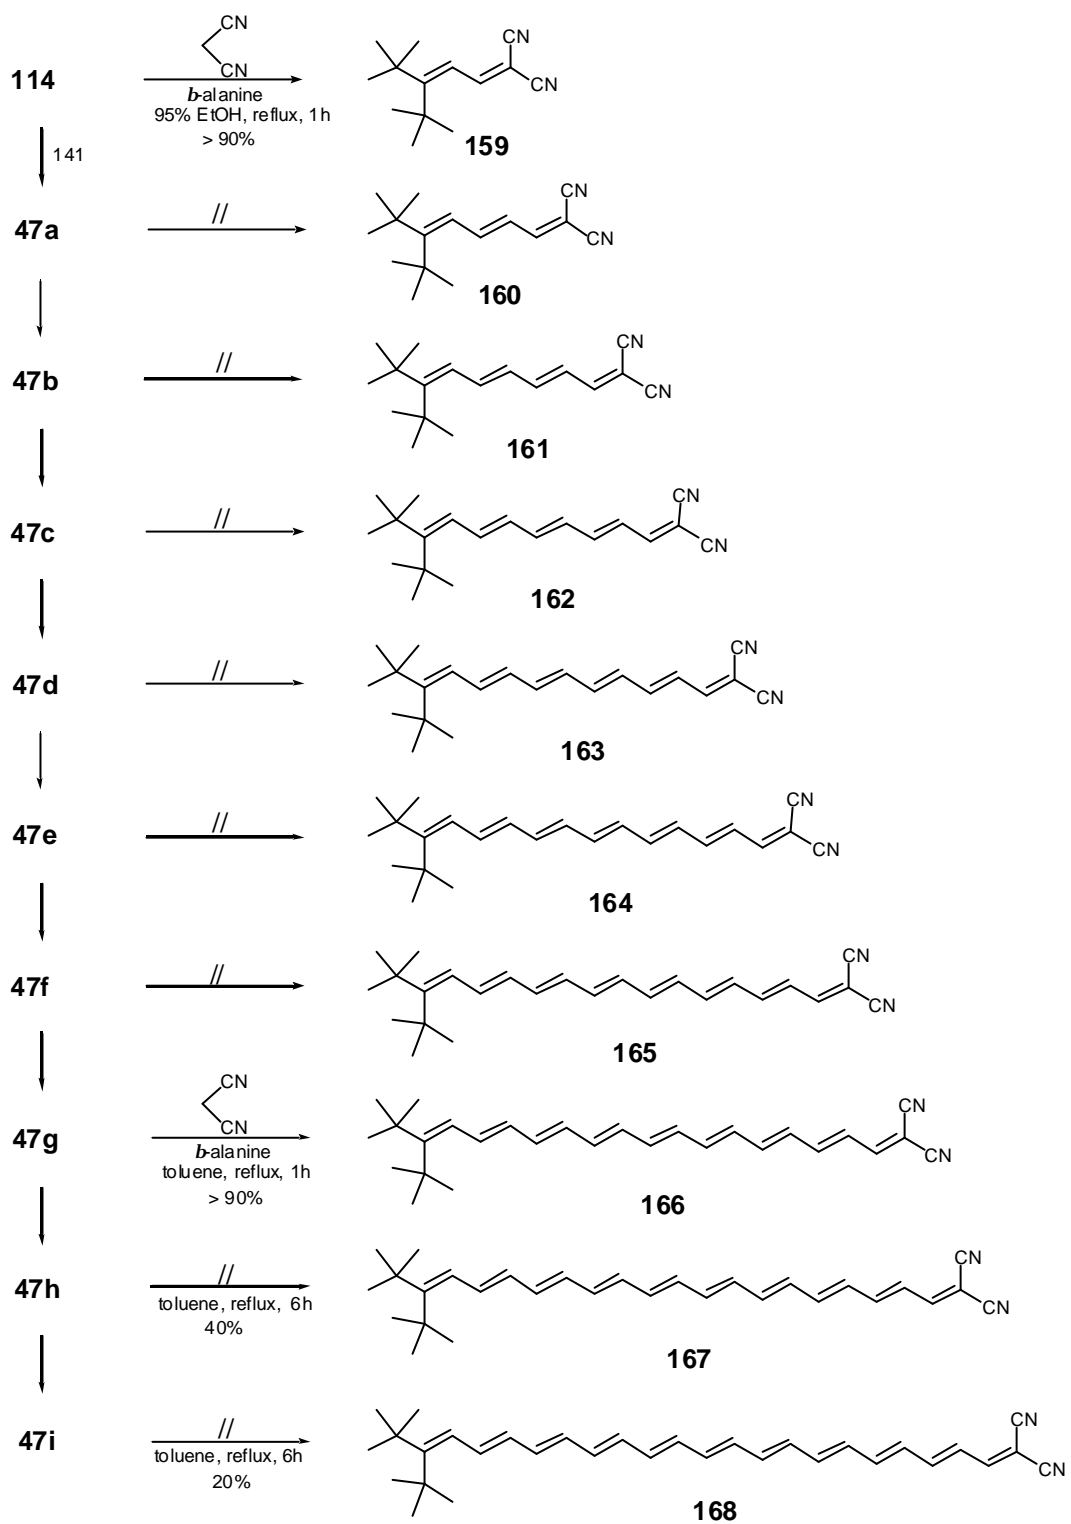 CN
CN
114
b-alanine
95% EtOH, reflux, 1h
> 90%
CN
CN
159
141
47a
//
CN
CN
160
47b
//
CN
CN
161
47c
//
CN
CN
162
47d
//
CN
CN
163
47e
//
CN
CN
164
47f
//
CN
CN
165
CN
CN
47g
b-alanine
toluene, reflux, 1h
> 90%
CN
CN
166
47h
//
toluene, reflux, 6h
40%
CN
CN
167
47i
//
toluene, reflux, 6h
20%
CN
CN
168